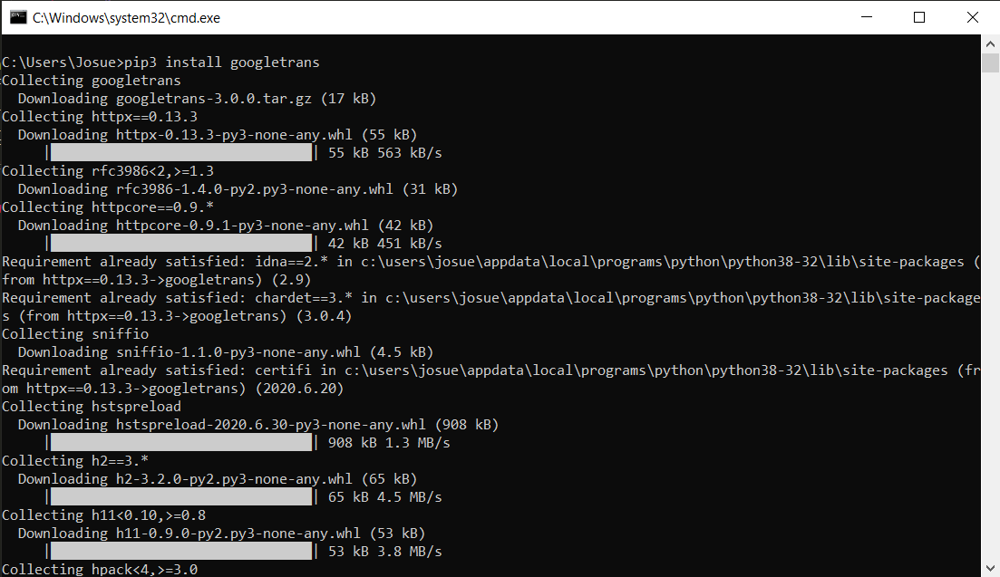 C:\Windows\system32\cmd.exe
C:\Users\Josue>pip3 install googletrans
Collecting googletrans
  Downloading googletrans-3.0.0.tar.gz (17 kB)
Collecting httpx==0.13.3
  Downloading httpx-0.13.3-py3-none-any.whl (55 kB)
     |████████████████████████████████| 55 kB 563 kB/s
Collecting rfc3986<2,>=1.3
  Downloading rfc3986-1.4.0-py2.py3-none-any.whl (31 kB)
Collecting httpcore==0.9.*
  Downloading httpcore-0.9.1-py3-none-any.whl (42 kB)
     |████████████████████████████████| 42 kB 451 kB/s
Requirement already satisfied: idna==2.* in c:\users\josue\appdata\local\programs\python\python38-32\lib\site-packages (
from httpx==0.13.3->googletrans) (2.9)
Requirement already satisfied: chardet==3.* in c:\users\josue\appdata\local\programs\python\python38-32\lib\site-package
s (from httpx==0.13.3->googletrans) (3.0.4)
Collecting sniffio
  Downloading sniffio-1.1.0-py3-none-any.whl (4.5 kB)
Requirement already satisfied: certifi in c:\users\josue\appdata\local\programs\python\python38-32\lib\site-packages (fr
om httpx==0.13.3->googletrans) (2020.6.20)
Collecting hstspreload
  Downloading hstspreload-2020.6.30-py3-none-any.whl (908 kB)
     |████████████████████████████████| 908 kB 1.3 MB/s
Collecting h2==3.*
  Downloading h2-3.2.0-py2.py3-none-any.whl (65 kB)
     |████████████████████████████████| 65 kB 4.5 MB/s
Collecting h11<0.10,>=0.8
  Downloading h11-0.9.0-py2.py3-none-any.whl (53 kB)
     |████████████████████████████████| 53 kB 3.8 MB/s
Collecting hpack<4,>=3.0